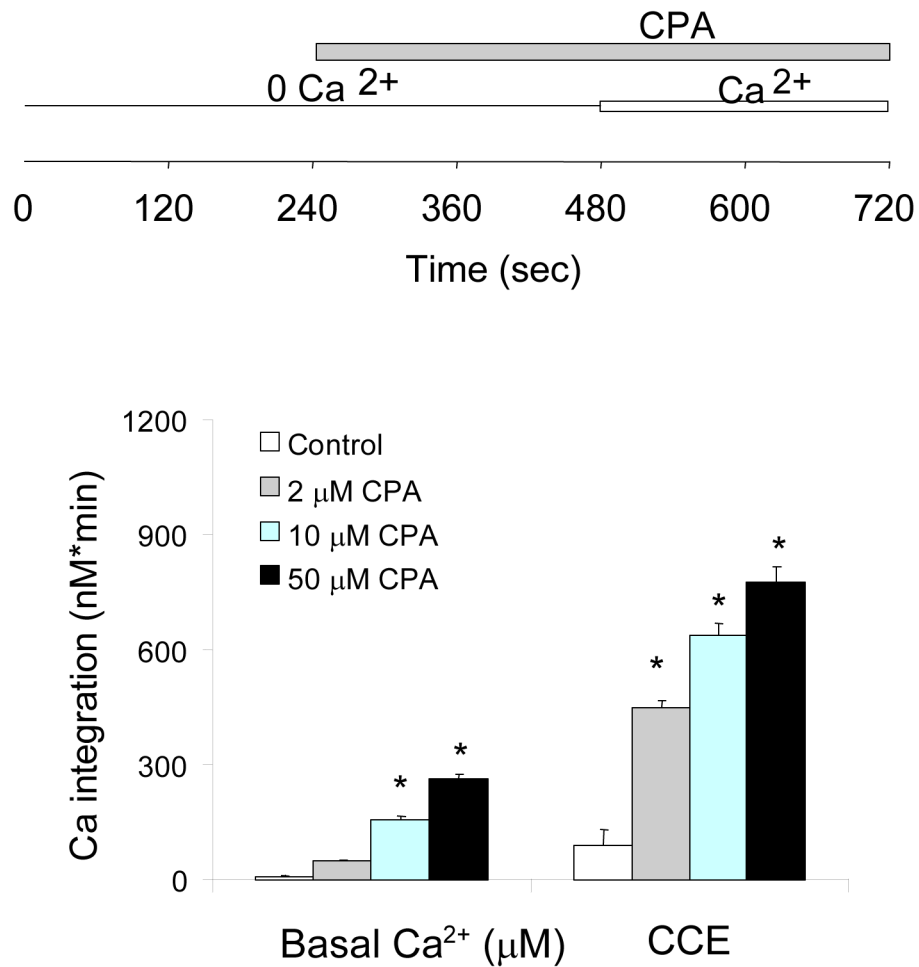 CPA
0 Ca 2+
Ca 2+
0 120 240 360 480 600 720
Time (sec)
1200
900
600
300
0
Ca integration (nM*min)
Control
2 μM CPA
10 μM CPA
50 μM CPA
* * * * *
Basal Ca²⁺ (μM) CCE